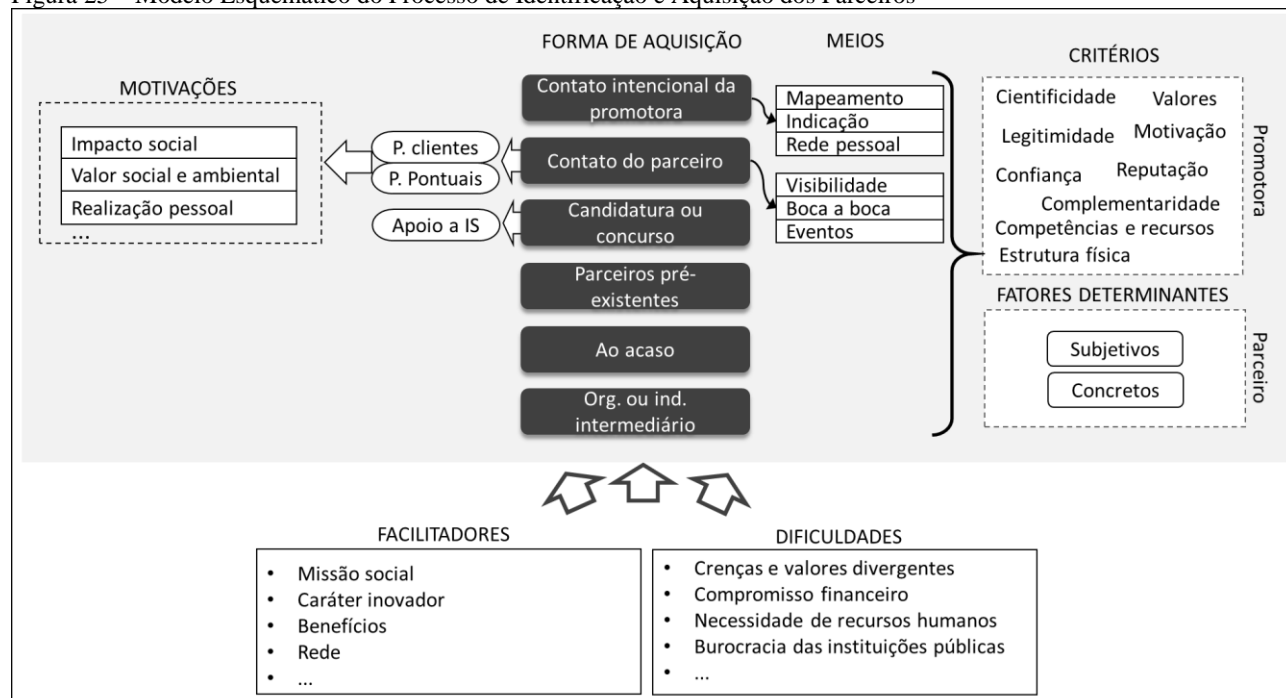 Figura 25 – Modelo Esquemático do Processo de Identificação e Aquisição dos Parceiros
MOTIVAÇÕES
Impacto social
Valor social e ambiental
Realização pessoal
...
P. clientes
P. Pontuais
Apoio a IS
FORMA DE AQUISIÇÃO
Contato intencional da
promotora
Contato do parceiro
Candidatura ou
concurso
Parceiros pré-
existentes
Ao acaso
Org. ou ind.
intermediário
MEIOS
Mapeamento
Indicação
Rede pessoal
Visibilidade
Boca a boca
Eventos
CRITÉRIOS
Cientificidade
Valores
Legitimidade
Motivação
Confiança
Reputação
Complementaridade
Competências e recursos
Estrutura física
Promotora
FATORES DETERMINANTES
Subjetivos
Concretos
Parceiro
FACILITADORES
• Missão social
• Caráter inovador
• Benefícios
• Rede
• ...
DIFICULDADES
• Crenças e valores divergentes
• Compromisso financeiro
• Necessidade de recursos humanos
• Burocracia das instituições públicas
• ...